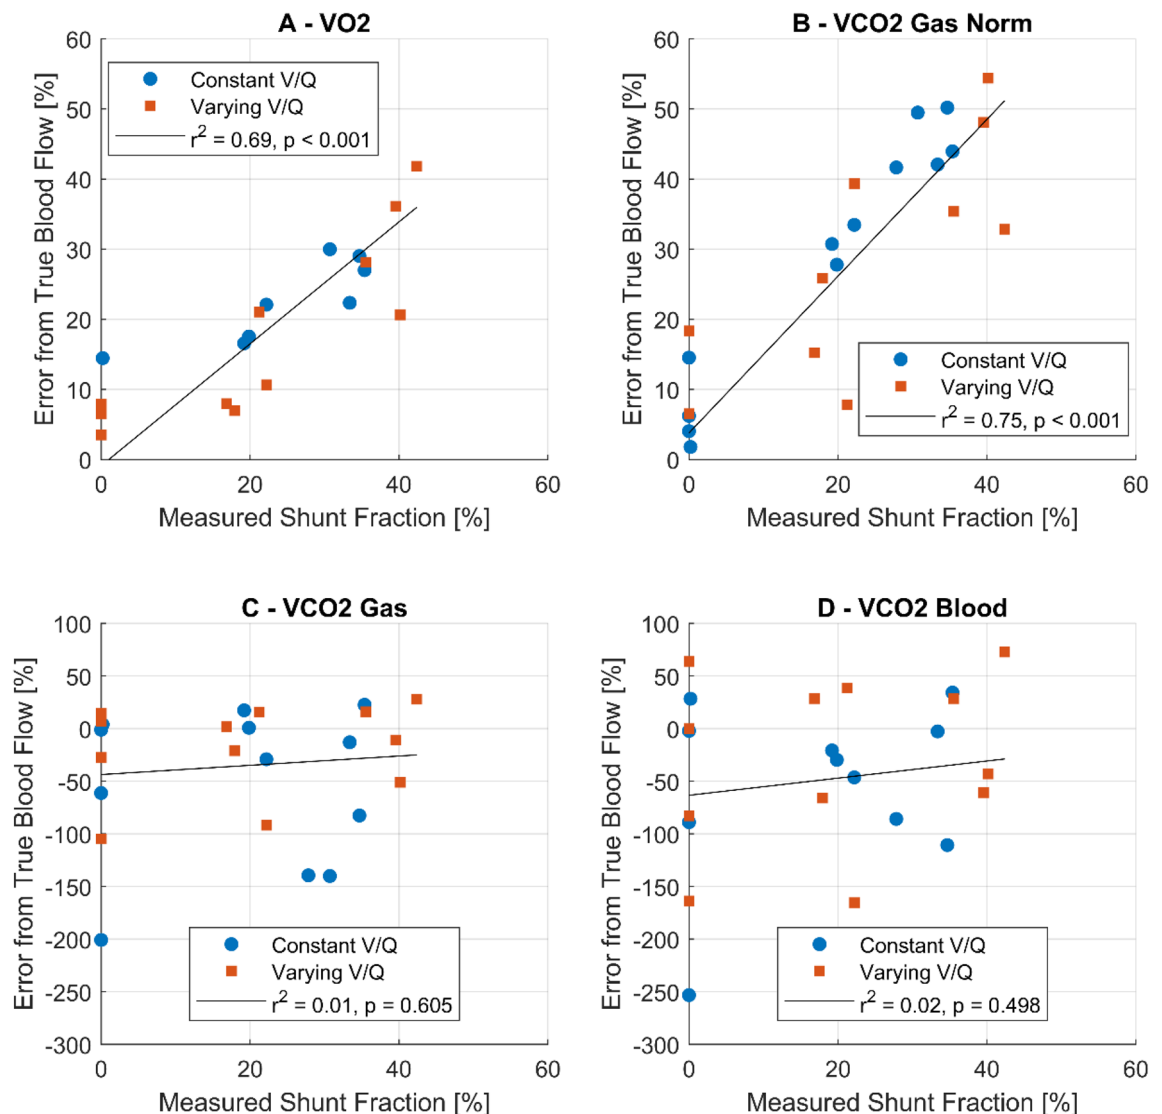 A - VO2
60
50
40
30
20
10
0
0
20
40
60
Error from True Blood Flow [%]
Measured Shunt Fraction [%]
Constant V/Q
Varying V/Q
r² = 0.69, p < 0.001
B - VCO2 Gas Norm
60
50
40
30
20
10
0
0
20
40
60
Error from True Blood Flow [%]
Measured Shunt Fraction [%]
Constant V/Q
Varying V/Q
r² = 0.75, p < 0.001
C - VCO2 Gas
100
50
0
-50
-100
-150
-200
-250
-300
0
20
40
60
Error from True Blood Flow [%]
Measured Shunt Fraction [%]
Constant V/Q
Varying V/Q
r² = 0.01, p = 0.605
D - VCO2 Blood
100
50
0
-50
-100
-150
-200
-250
-300
0
20
40
60
Error from True Blood Flow [%]
Measured Shunt Fraction [%]
Constant V/Q
Varying V/Q
r² = 0.02, p = 0.498